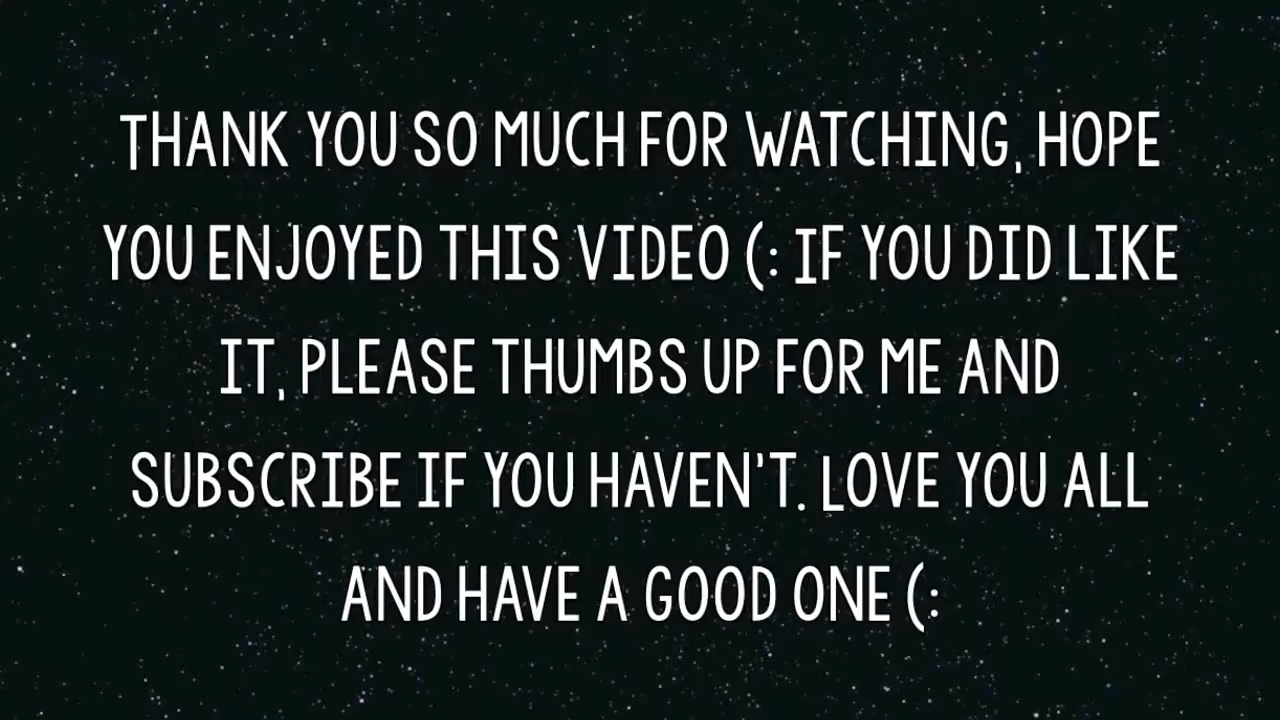 THANK YOU SO MUCH FOR WATCHING, HOPE
YOU ENJOYED THIS VIDEO (: IF YOU DID LIKE
IT, PLEASE THUMBS UP FOR ME AND
SUBSCRIBE IF YOU HAVEN'T. LOVE YOU ALL
AND HAVE A GOOD ONE (: